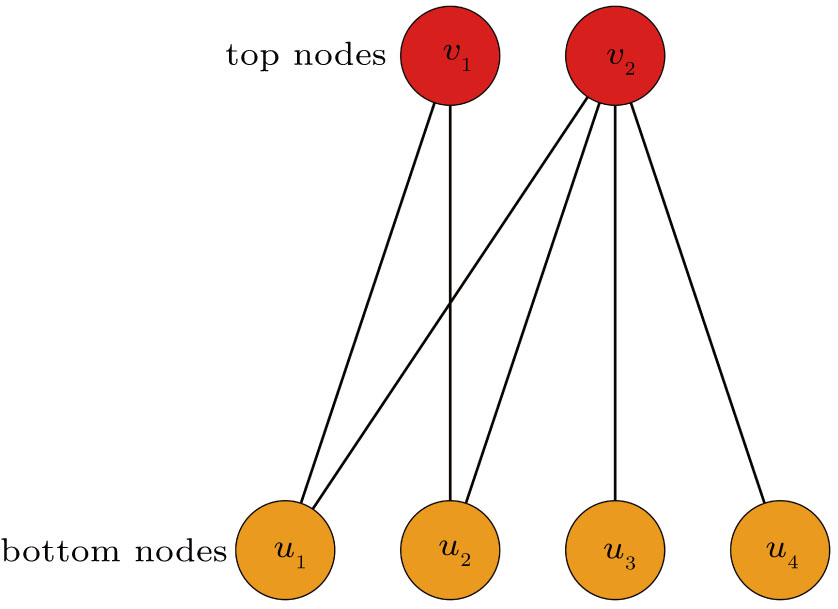 top nodes v₁ v₂
bottom nodes u₁ u₂ u₃ u₄